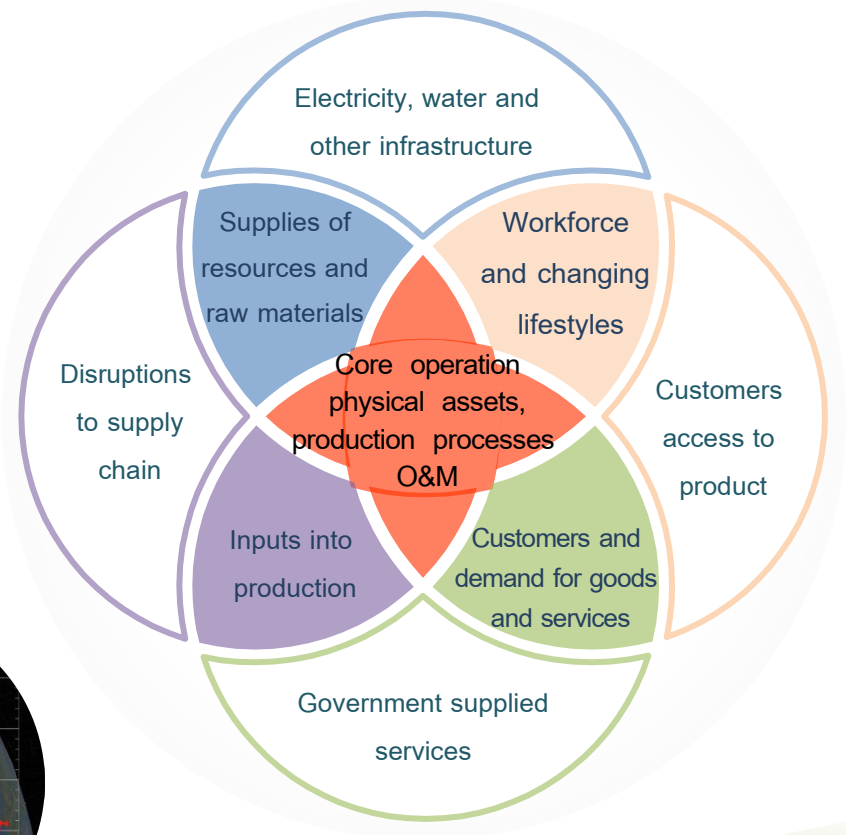 Electricity, water and
other infrastructure
Supplies of
resources and
raw materials
Workforce
and changing
lifestyles
Disruptions
to supply
chain
Core operation
physical assets,
production processes
O&M
Customers
access to
product
Inputs into
production
Customers and
demand for goods
and services
Government supplied
services